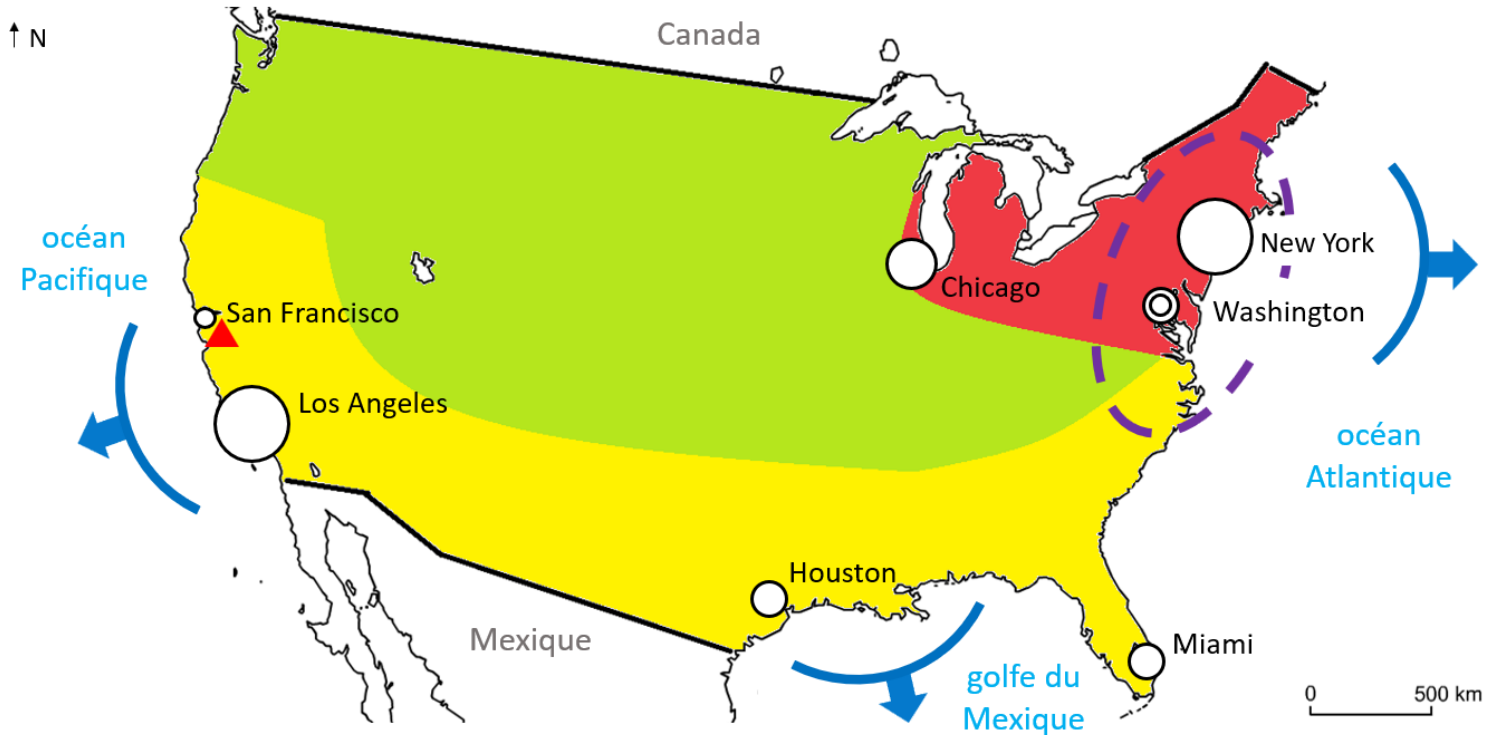 N
Canada
océan
Pacifique
New York
Chicago
Washington
San Francisco
Los Angeles
océan
Atlantique
Houston
Mexique
Miami
golfe du
Mexique
0 500 km